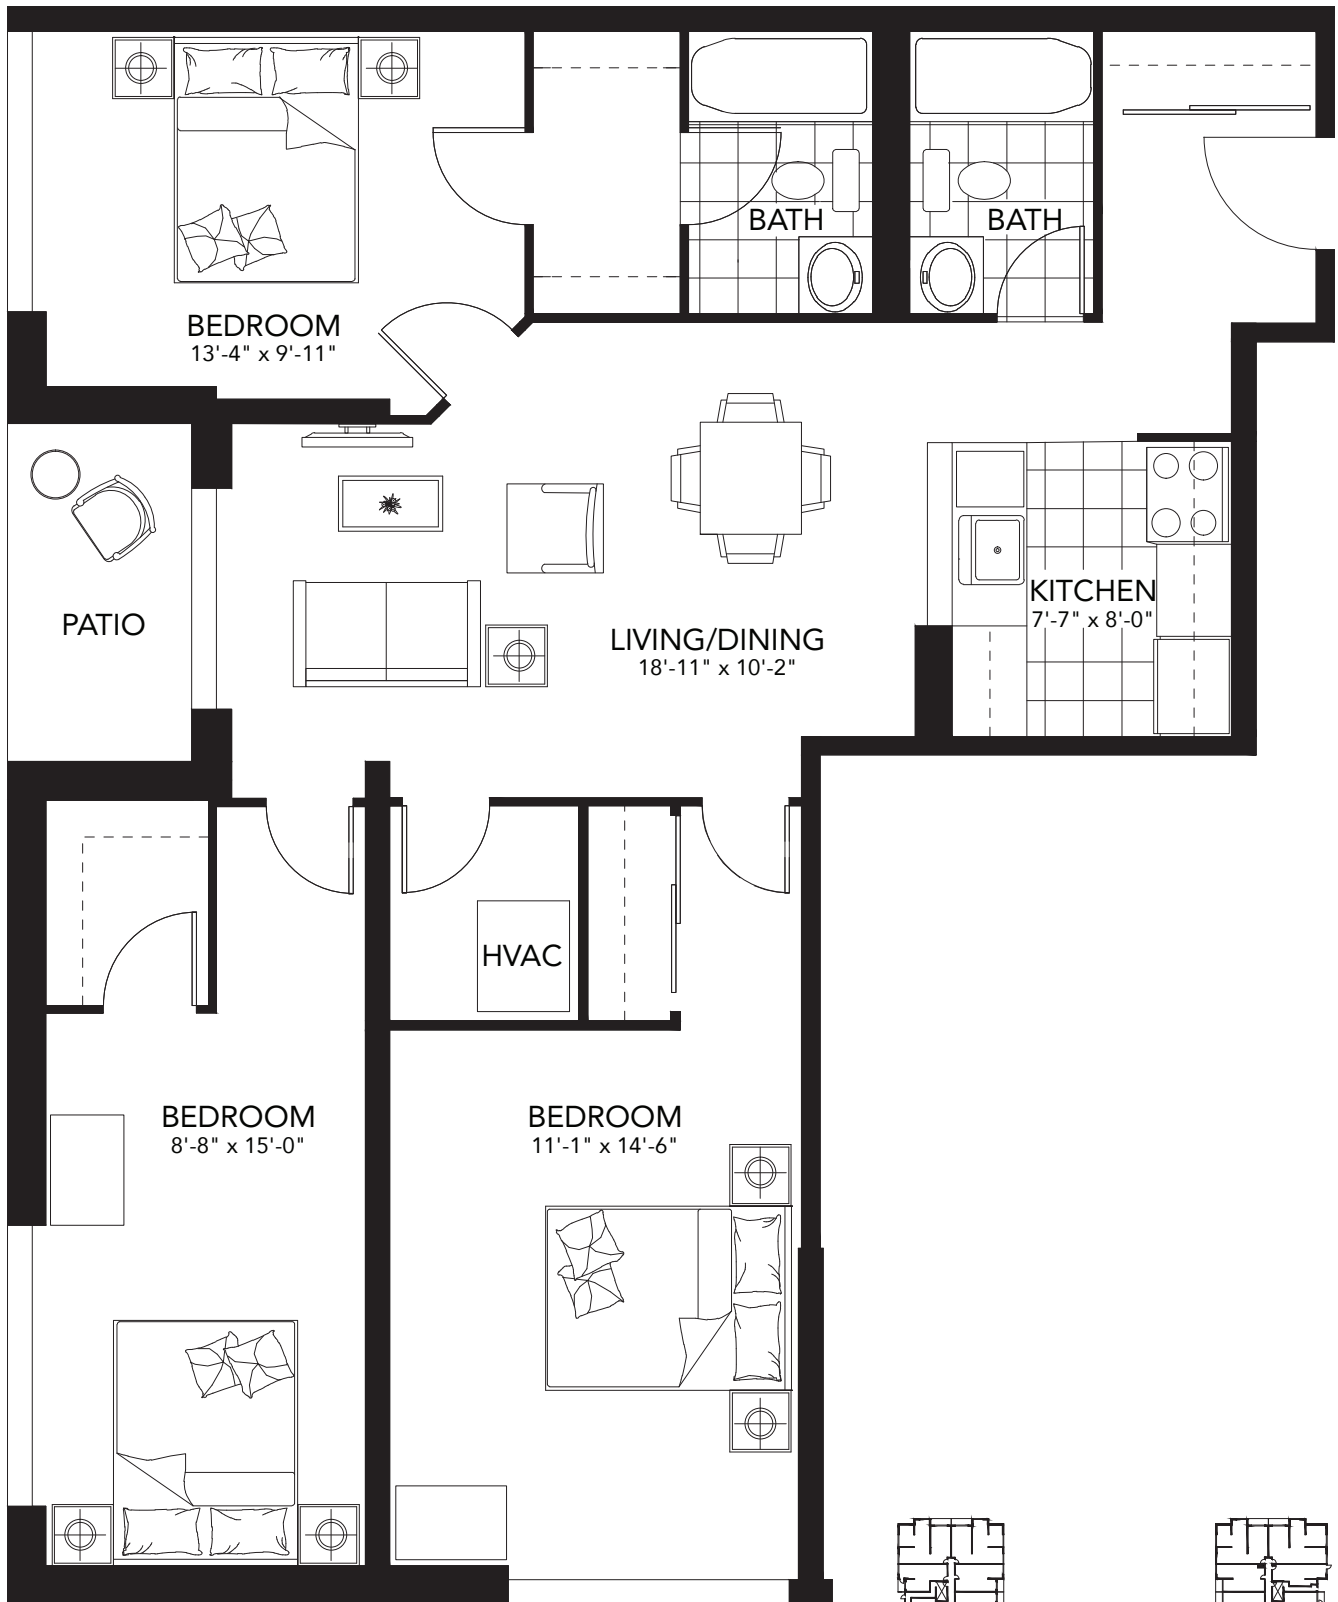 BATH
BATH
BEDROOM
13'-4" x 9'-11"
KITCHEN
7'-7" x 8'-0"
PATIO
LIVING/DINING
18'-11" x 10'-2"
HVAC
BEDROOM
8'-8" x 15'-0"
BEDROOM
11'-1" x 14'-6"